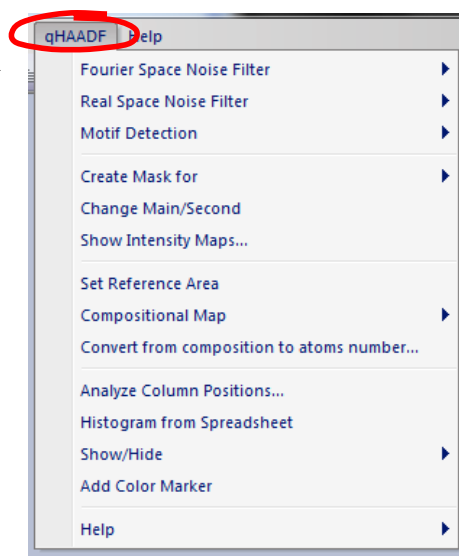 qHAADF Help
Fourier Space Noise Filter
Real Space Noise Filter
Motif Detection
Create Mask for
Change Main/Second
Show Intensity Maps...
Set Reference Area
Compositional Map
Convert from composition to atoms number...
Analyze Column Positions...
Histogram from Spreadsheet
Show/Hide
Add Color Marker
Help